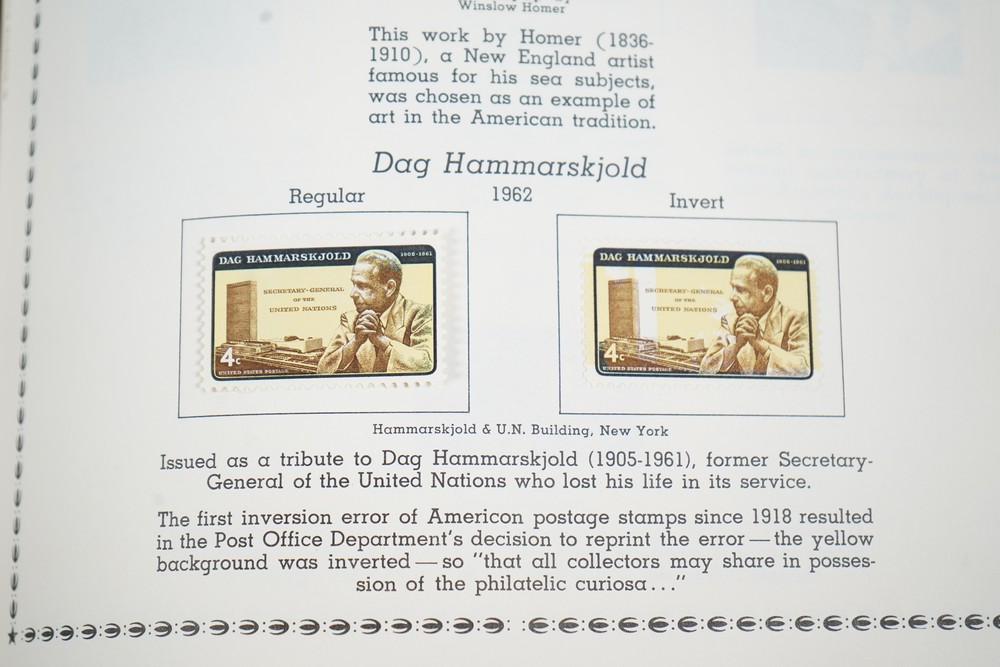 Winslow Homer
This work by Homer (1836-
1910), a New England artist
famous for his sea subjects,
was chosen as an example of
art in the American tradition.
Dag Hammarskjold
Regular
1962
Invert
DAG HAMMARSKJOLD 1905-1961
SECRETARY-GENERAL
OF THE
UNITED NATIONS
4c
UNITED STATES POSTAGE
DAG HAMMARSKJOLD 1905-1961
SECRETARY-GENERAL
OF THE
UNITED NATIONS
4c
UNITED STATES POSTAGE
Hammarskjold & U.N. Building, New York
Issued as a tribute to Dag Hammarskjold (1905-1961), former Secretary-
General of the United Nations who lost his life in its service.
The first inversion error of American postage stamps since 1918 resulted
in the Post Office Department's decision to reprint the error — the yellow
background was inverted — so "that all collectors may share in posses-
sion of the philatelic curiosa..."